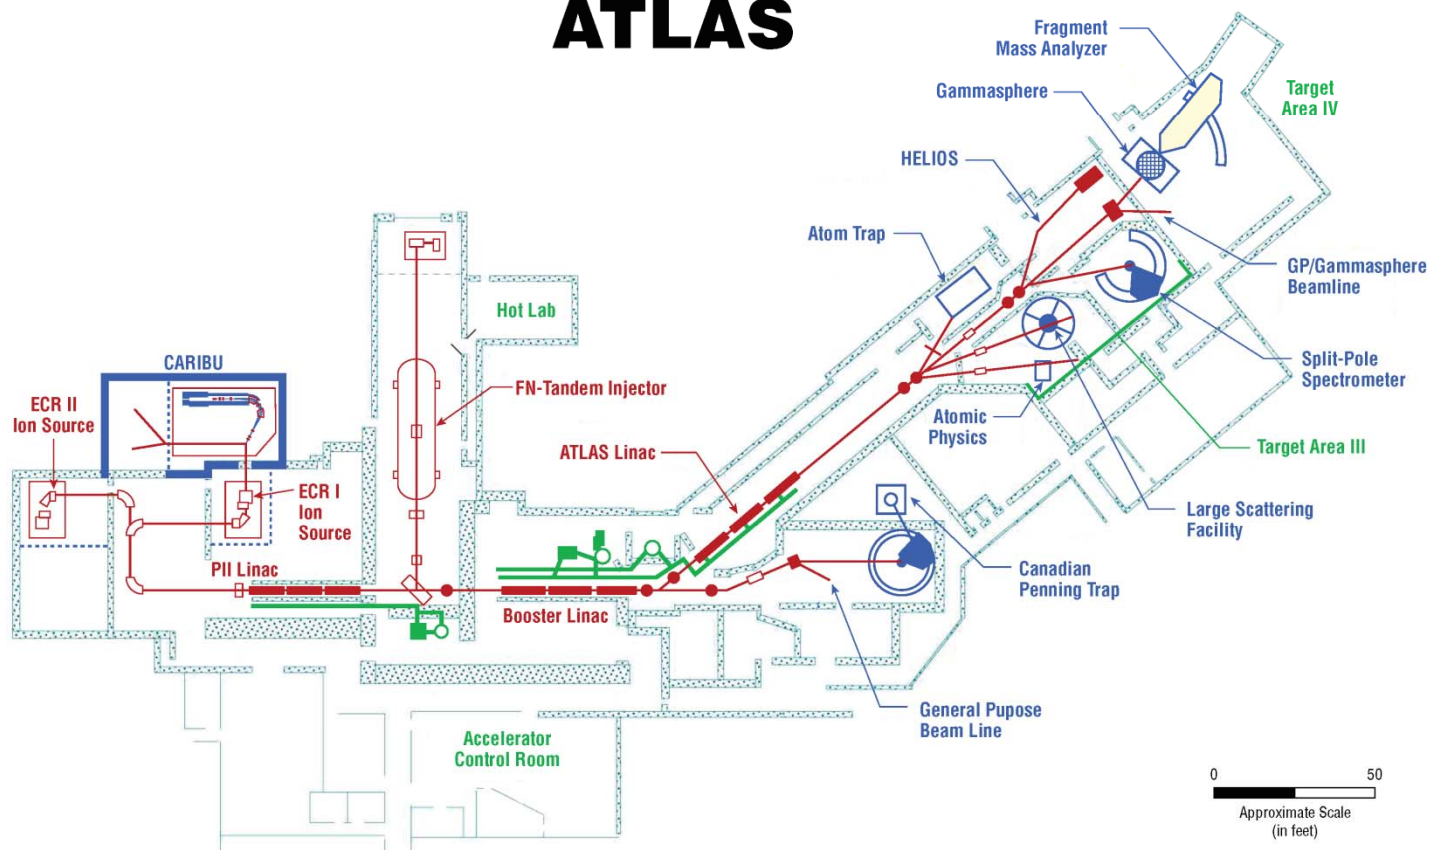 ATLAS
Fragment
Mass Analyzer
Gammasphere
Target
Area IV
HELIOS
Atom Trap
GP/Gammasphere
Beamline
Hot Lab
CARIBU
Split-Pole
Spectrometer
FN-Tandem Injector
ECR II
Ion Source
Atomic
Physics
Target Area III
ATLAS Linac
ECR I
Ion
Source
Large Scattering
Facility
PII Linac
Canadian
Penning Trap
Booster Linac
General Pupose
Beam Line
Accelerator
Control Room
0 50
Approximate Scale
(in feet)